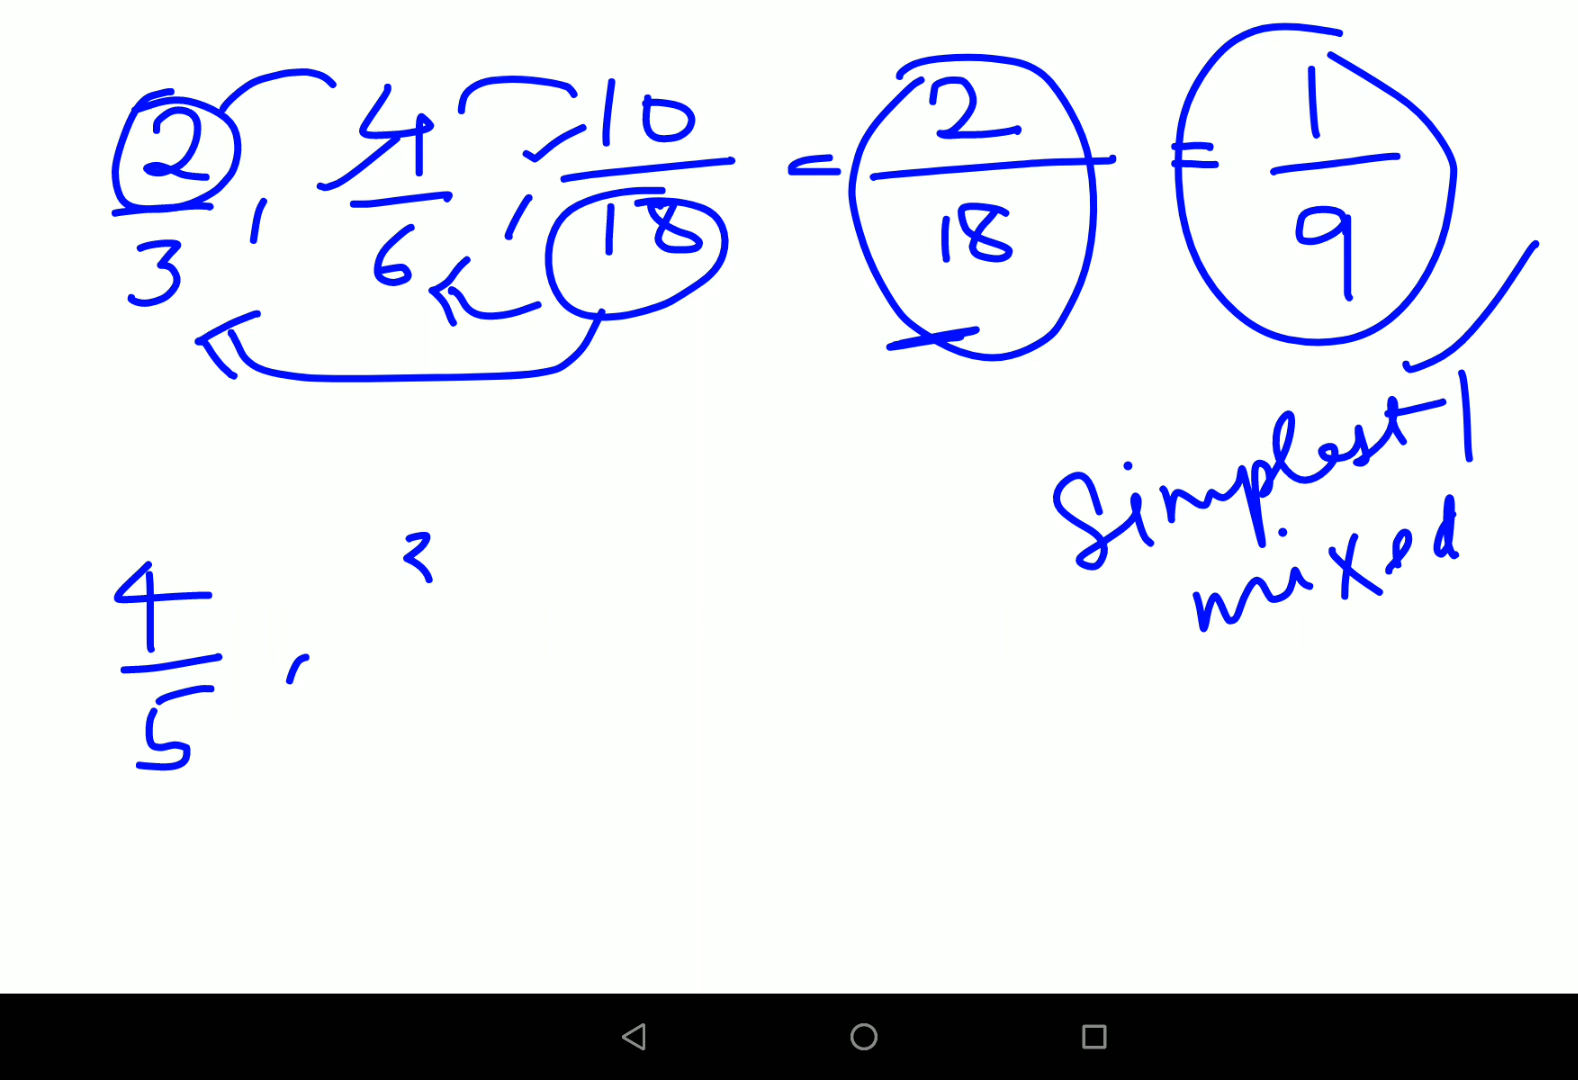 2/3 , 4/6 , 10/18 = 2/18 = 1/9
simplest
mixed
4/5 ,